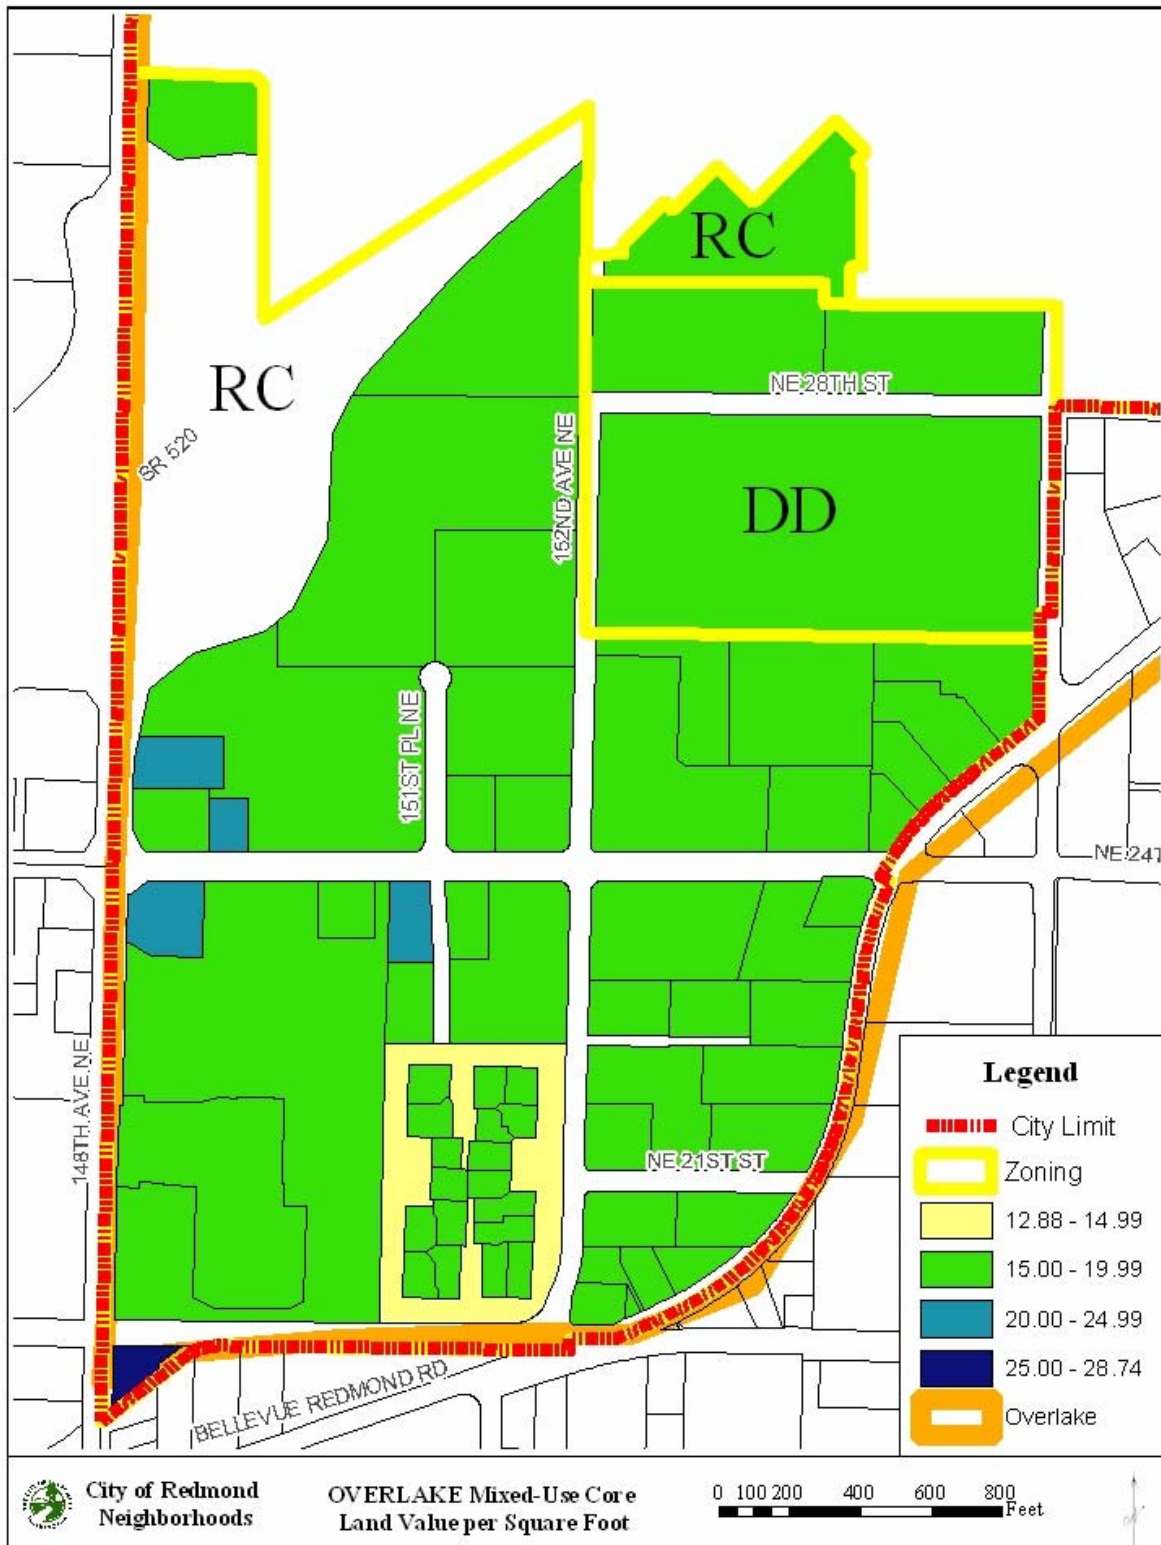 RC
RC
NE 28TH ST
SR 520
152ND AVE NE
DD
151ST PL NE
NE 24T
148TH AVE NE
NE 21ST ST
BELLEVUE REDMOND RD
Legend
City Limit
Zoning
12.88 - 14.99
15.00 - 19.99
20.00 - 24.99
25.00 - 28.74
Overlake
City of Redmond
Neighborhoods
OVERLAKE Mixed-Use Core
Land Value per Square Foot
0 100 200 400 600 800
Feet